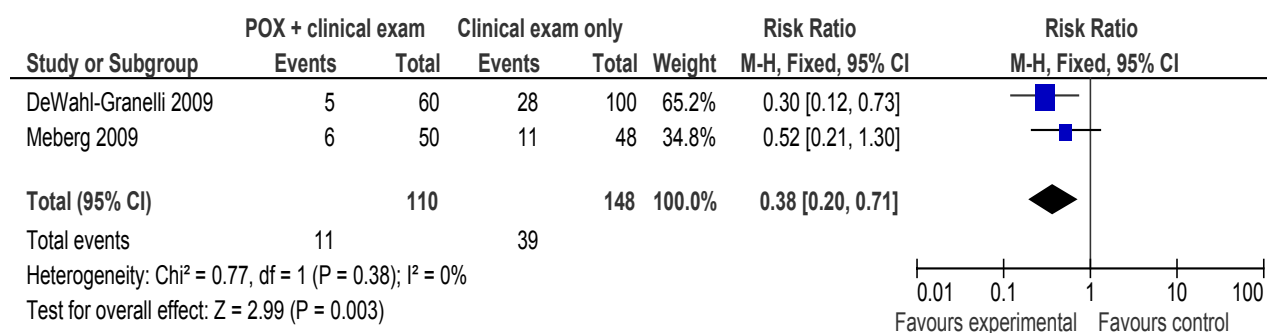 POX + clinical exam Clinical exam only Risk Ratio Risk Ratio
Study or Subgroup Events Total Events Total Weight M-H, Fixed, 95% CI M-H, Fixed, 95% CI
DeWahl-Granelli 2009 5 60 28 100 65.2% 0.30 [0.12, 0.73]
Meberg 2009 6 50 11 48 34.8% 0.52 [0.21, 1.30]
Total (95% CI) 110 148 100.0% 0.38 [0.20, 0.71]
Total events 11 39
Heterogeneity: Chi² = 0.77, df = 1 (P = 0.38); I² = 0%
Test for overall effect: Z = 2.99 (P = 0.003)
0.01 0.1 1 10 100
Favours experimental Favours control